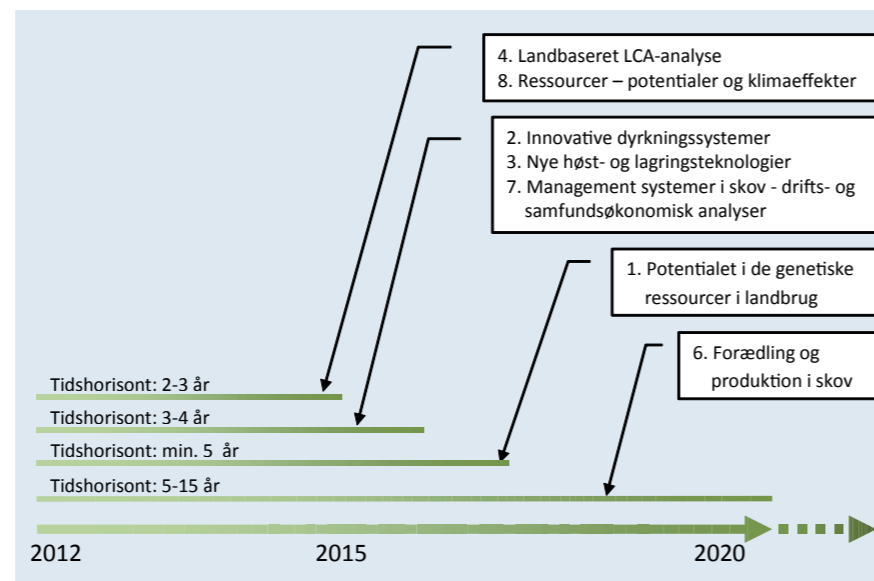 4. Landbaseret LCA-analyse
8. Ressourcer – potentialer og klimaeffekter
2. Innovative dyrkningssystemer
3. Nye høst- og lagringsteknologier
7. Management systemer i skov - drifts- og
samfundsøkonomisk analyser
1. Potentialet i de genetiske
ressourcer i landbrug
6. Forædling og
produktion i skov
Tidshorisont: 2-3 år
Tidshorisont: 3-4 år
Tidshorisont: min. 5 år
Tidshorisont: 5-15 år
2012 2015 2020